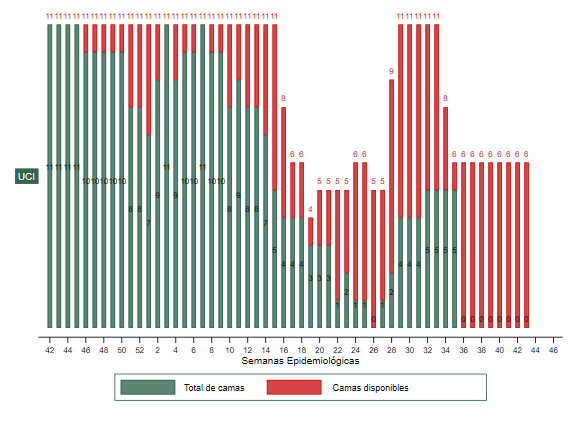 11 11 11 11 11 11 11 11 11 11 11 11 11 11 11 11 11 11 11 11 11 11 11 11 11 11 11 11 11 11 11
9
8 8
6 6 6 6 6 6 6 6 6 6 6 6 6
11 11 11 11 11 11
UCI
10 10 10 10 10 10 10 10 10 5 5 5 5 5 5
9 9 9
8 8 8 8 8 4
7 7
5 5 5 5 5
4 4 4 4 4 4
3 3 3
2 2
1 1 1 1
0 0 0 0 0 0 0 0 0
42 44 46 48 50 52 2 4 6 8 10 12 14 16 18 20 22 24 26 28 30 32 34 36 38 40 42 44 46
Semanas Epidemiológicas
Total de camas Camas disponibles